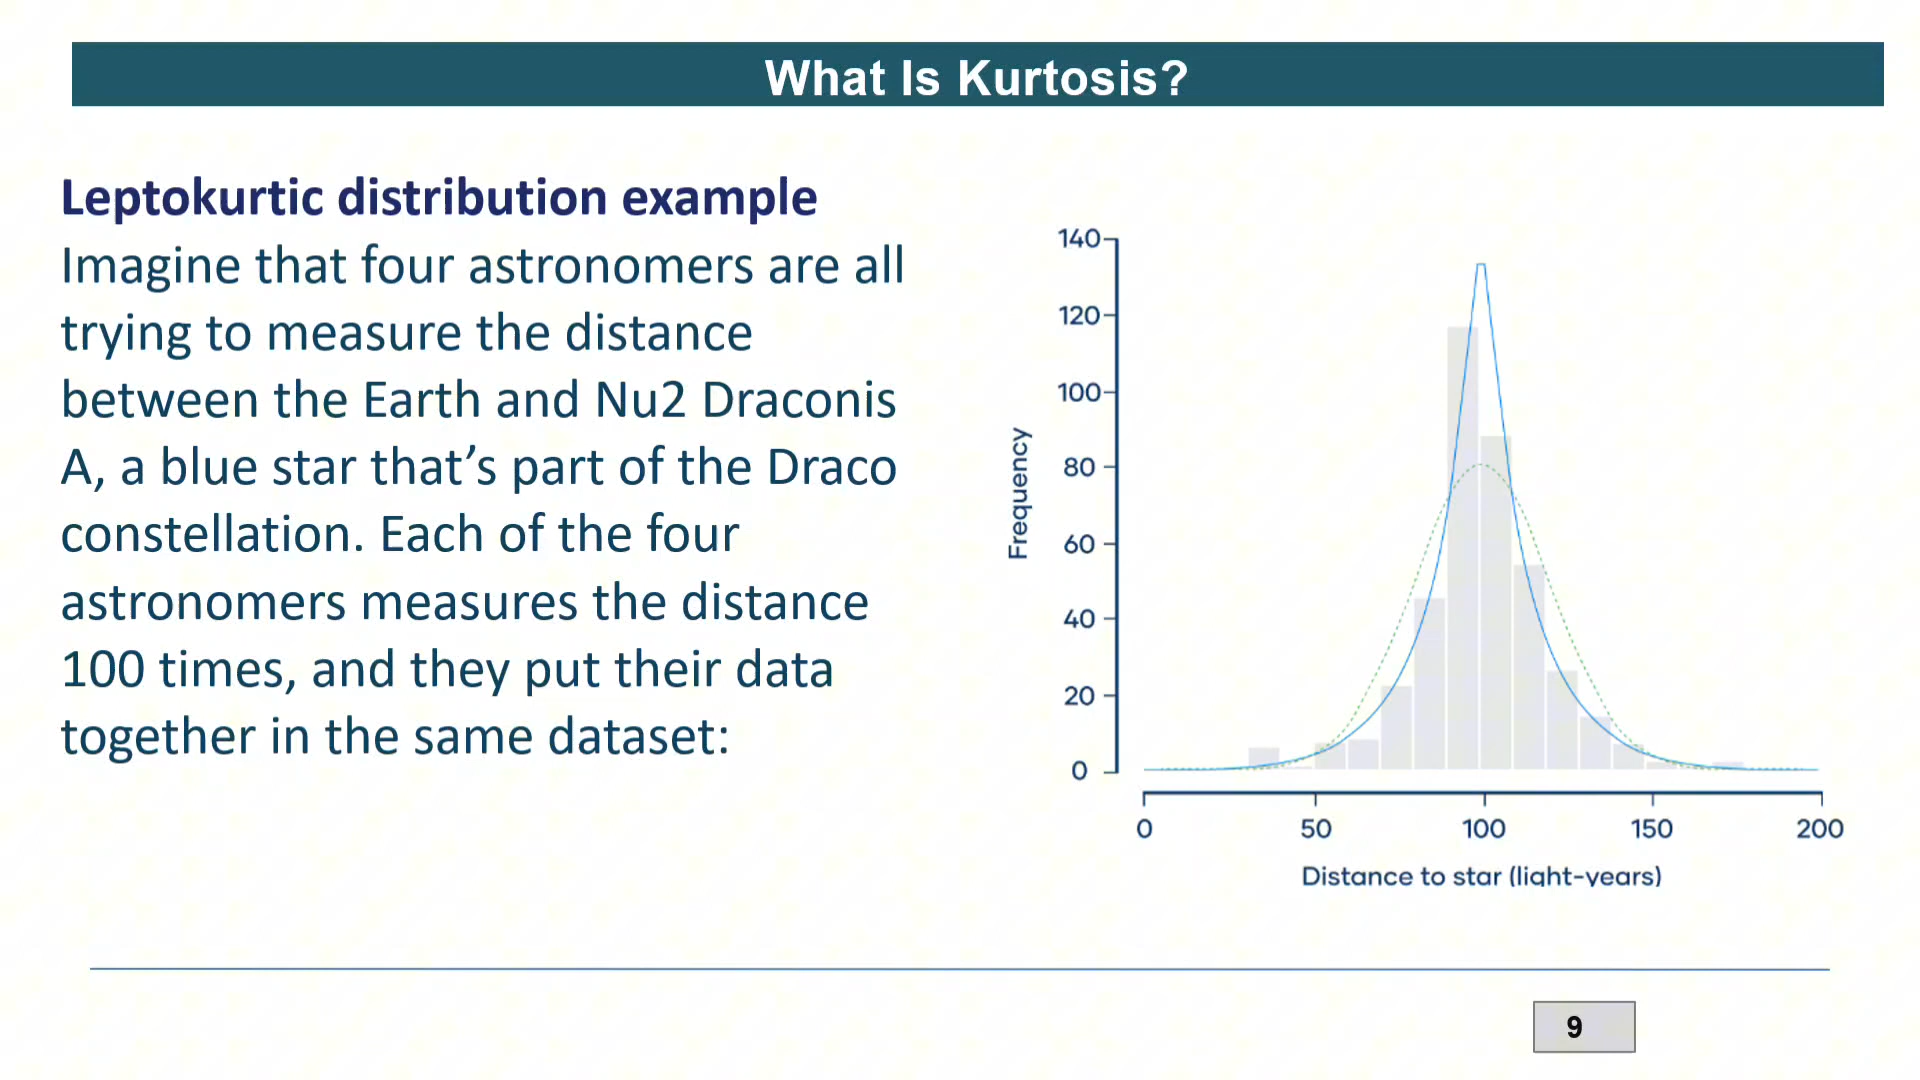 What Is Kurtosis?
Leptokurtic distribution example
Imagine that four astronomers are all
trying to measure the distance
between the Earth and Nu2 Draconis
A, a blue star that’s part of the Draco
constellation. Each of the four
astronomers measures the distance
100 times, and they put their data
together in the same dataset:
Frequency
140
120
100
80
60
40
20
0
0 50 100 150 200
Distance to star (light-years)
9